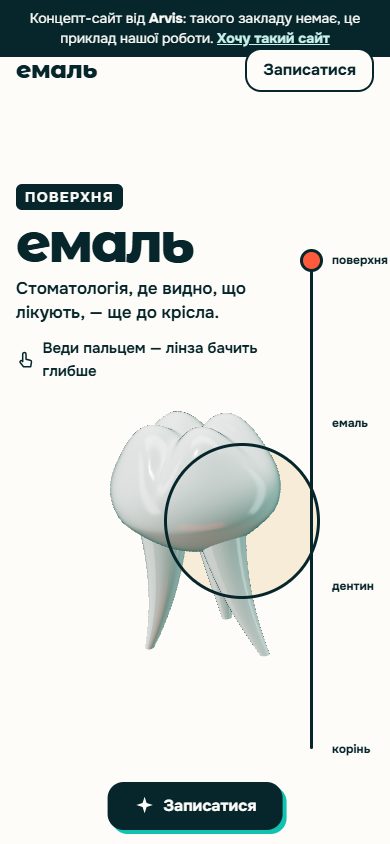 Концепт-сайт від Arvis: такого закладу немає, це
приклад нашої роботи. Хочу такий сайт
емаль
Записатися
ПОВЕРХНЯ
емаль
Стоматологія, де видно, що
лікують, — ще до крісла.
Веди пальцем — лінза бачить
глибше
поверхня
емаль
дентин
корінь
Записатися